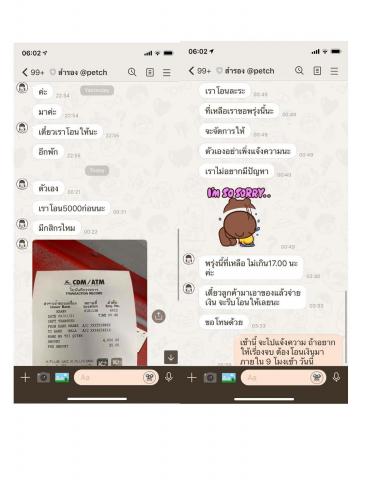 06:02
99+ สำรอง @petch
ค่ะ
22:54
Yesterday
มาค่ะ
22:54
เดี๋ยวเราโอนให้นะ
22:55
อีกพัก
22:55
Today
ตัวเอง
00:21
เราโอน5000ก่อนนะ
00:21
มีกสิกรไหม
00:22
CDM/ATM
TRANSACTION RECORD
Aa
06:02
99+ สำรอง @petch
เราโอนละระ
00:49
ที่เหลือเราขอพรุ่งนี้นะ
00:49
จะจัดการให้
00:49
ตัวเองอย่าเพิ่งแจ้งความนะ
00:49
เราไม่อยากมีปัญหา
00:49
I'M SO SORRY..
00:49
พรุ่งนี้ที่เหลือ ไม่เกิน17.00 นะ
ค่ะ
เดี๋ยวลูกค้ามาเอาของแล้วจ่าย
เงิน จะรีบโอน ให้เลยนะ
03:33
ขอโทษด้วย
03:33
เช้านี้ จะไปแจ้งความ ถ้าอยาก
ให้เรื่องจบ ต้องโอนเงินมา
ภายใน 9 โมงเช้า วันนี้
Aa